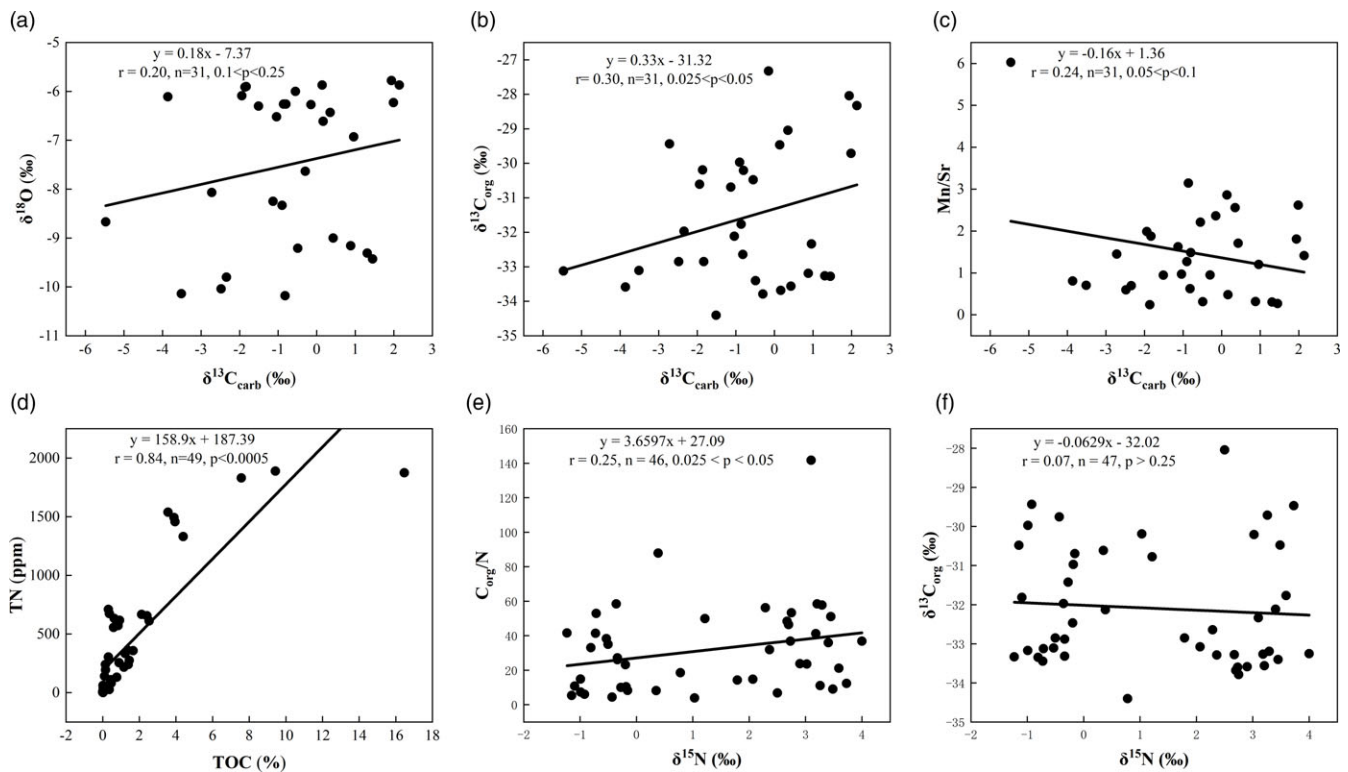 (a)
y = 0.18x - 7.37
r = 0.20, n=31, 0.1<p<0.25
-5
-6
-7
-8
-9
-10
-11
δ¹⁸O (‰)
-6 -5 -4 -3 -2 -1 0 1 2 3
δ¹³C_carb (‰)
(b)
y = 0.33x - 31.32
r= 0.30, n=31, 0.025<p<0.05
-27
-28
-29
-30
-31
-32
-33
-34
-35
δ¹³C_org (‰)
-6 -5 -4 -3 -2 -1 0 1 2 3
δ¹³C_carb (‰)
(c)
y = -0.16x + 1.36
r = 0.24, n=31, 0.05<p<0.1
6
5
4
3
2
1
0
Mn/Sr
-6 -5 -4 -3 -2 -1 0 1 2 3
δ¹³C_carb (‰)
(d)
y = 158.9x + 187.39
r = 0.84, n=49, p<0.0005
2000
1500
1000
500
0
TN (ppm)
-2 0 2 4 6 8 10 12 14 16 18
TOC (%)
(e)
y = 3.6597x + 27.09
r = 0.25, n = 46, 0.025 < p < 0.05
160
140
120
100
80
60
40
20
0
C_org/N
-2 -1 0 1 2 3 4 5
δ¹⁵N (‰)
(f)
y = -0.0629x - 32.02
r = 0.07, n = 47, p > 0.25
-28
-29
-30
-31
-32
-33
-34
-35
δ¹³C_org (‰)
-2 -1 0 1 2 3 4 5
δ¹⁵N (‰)